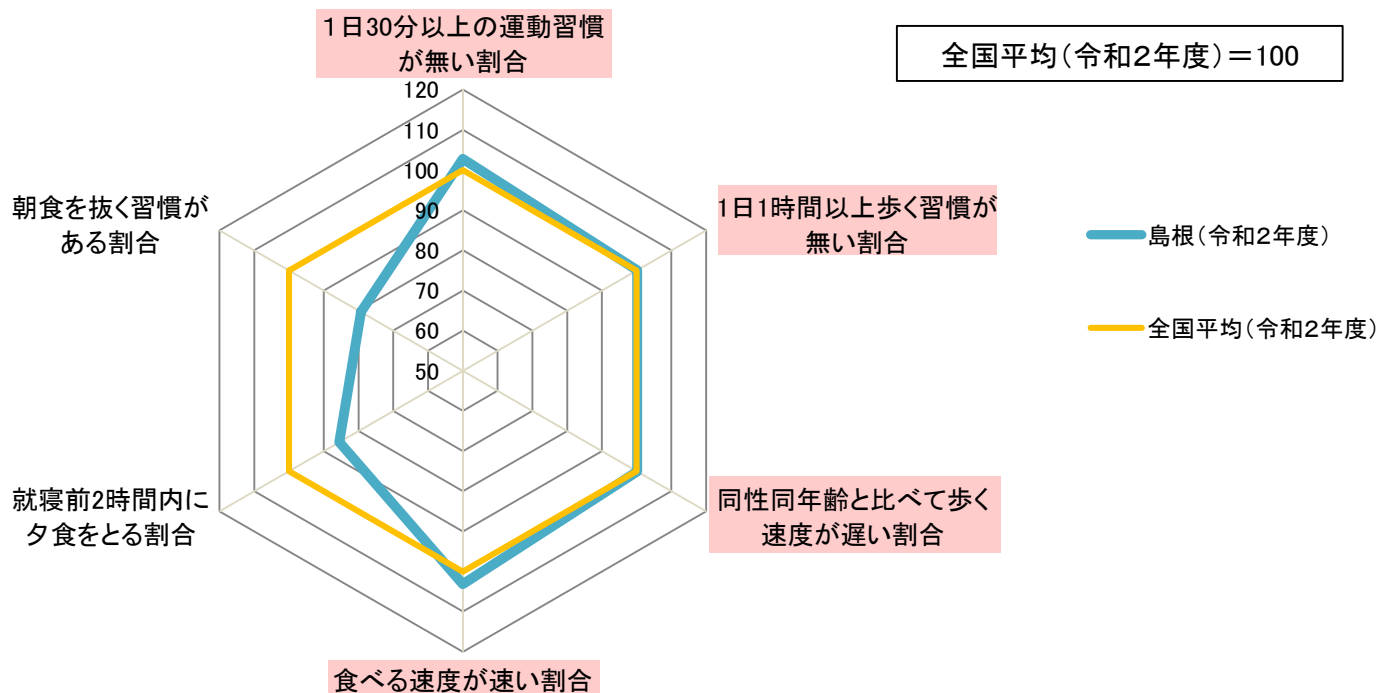 1日30分以上の運動習慣
が無い割合
全国平均(令和2年度)=100
120
110
100
90
80
70
60
50
朝食を抜く習慣が
ある割合
1日1時間以上歩く習慣が
無い割合
島根(令和2年度)
全国平均(令和2年度)
就寝前2時間内に
夕食をとる割合
同性同年齢と比べて歩く
速度が遅い割合
食べる速度が速い割合